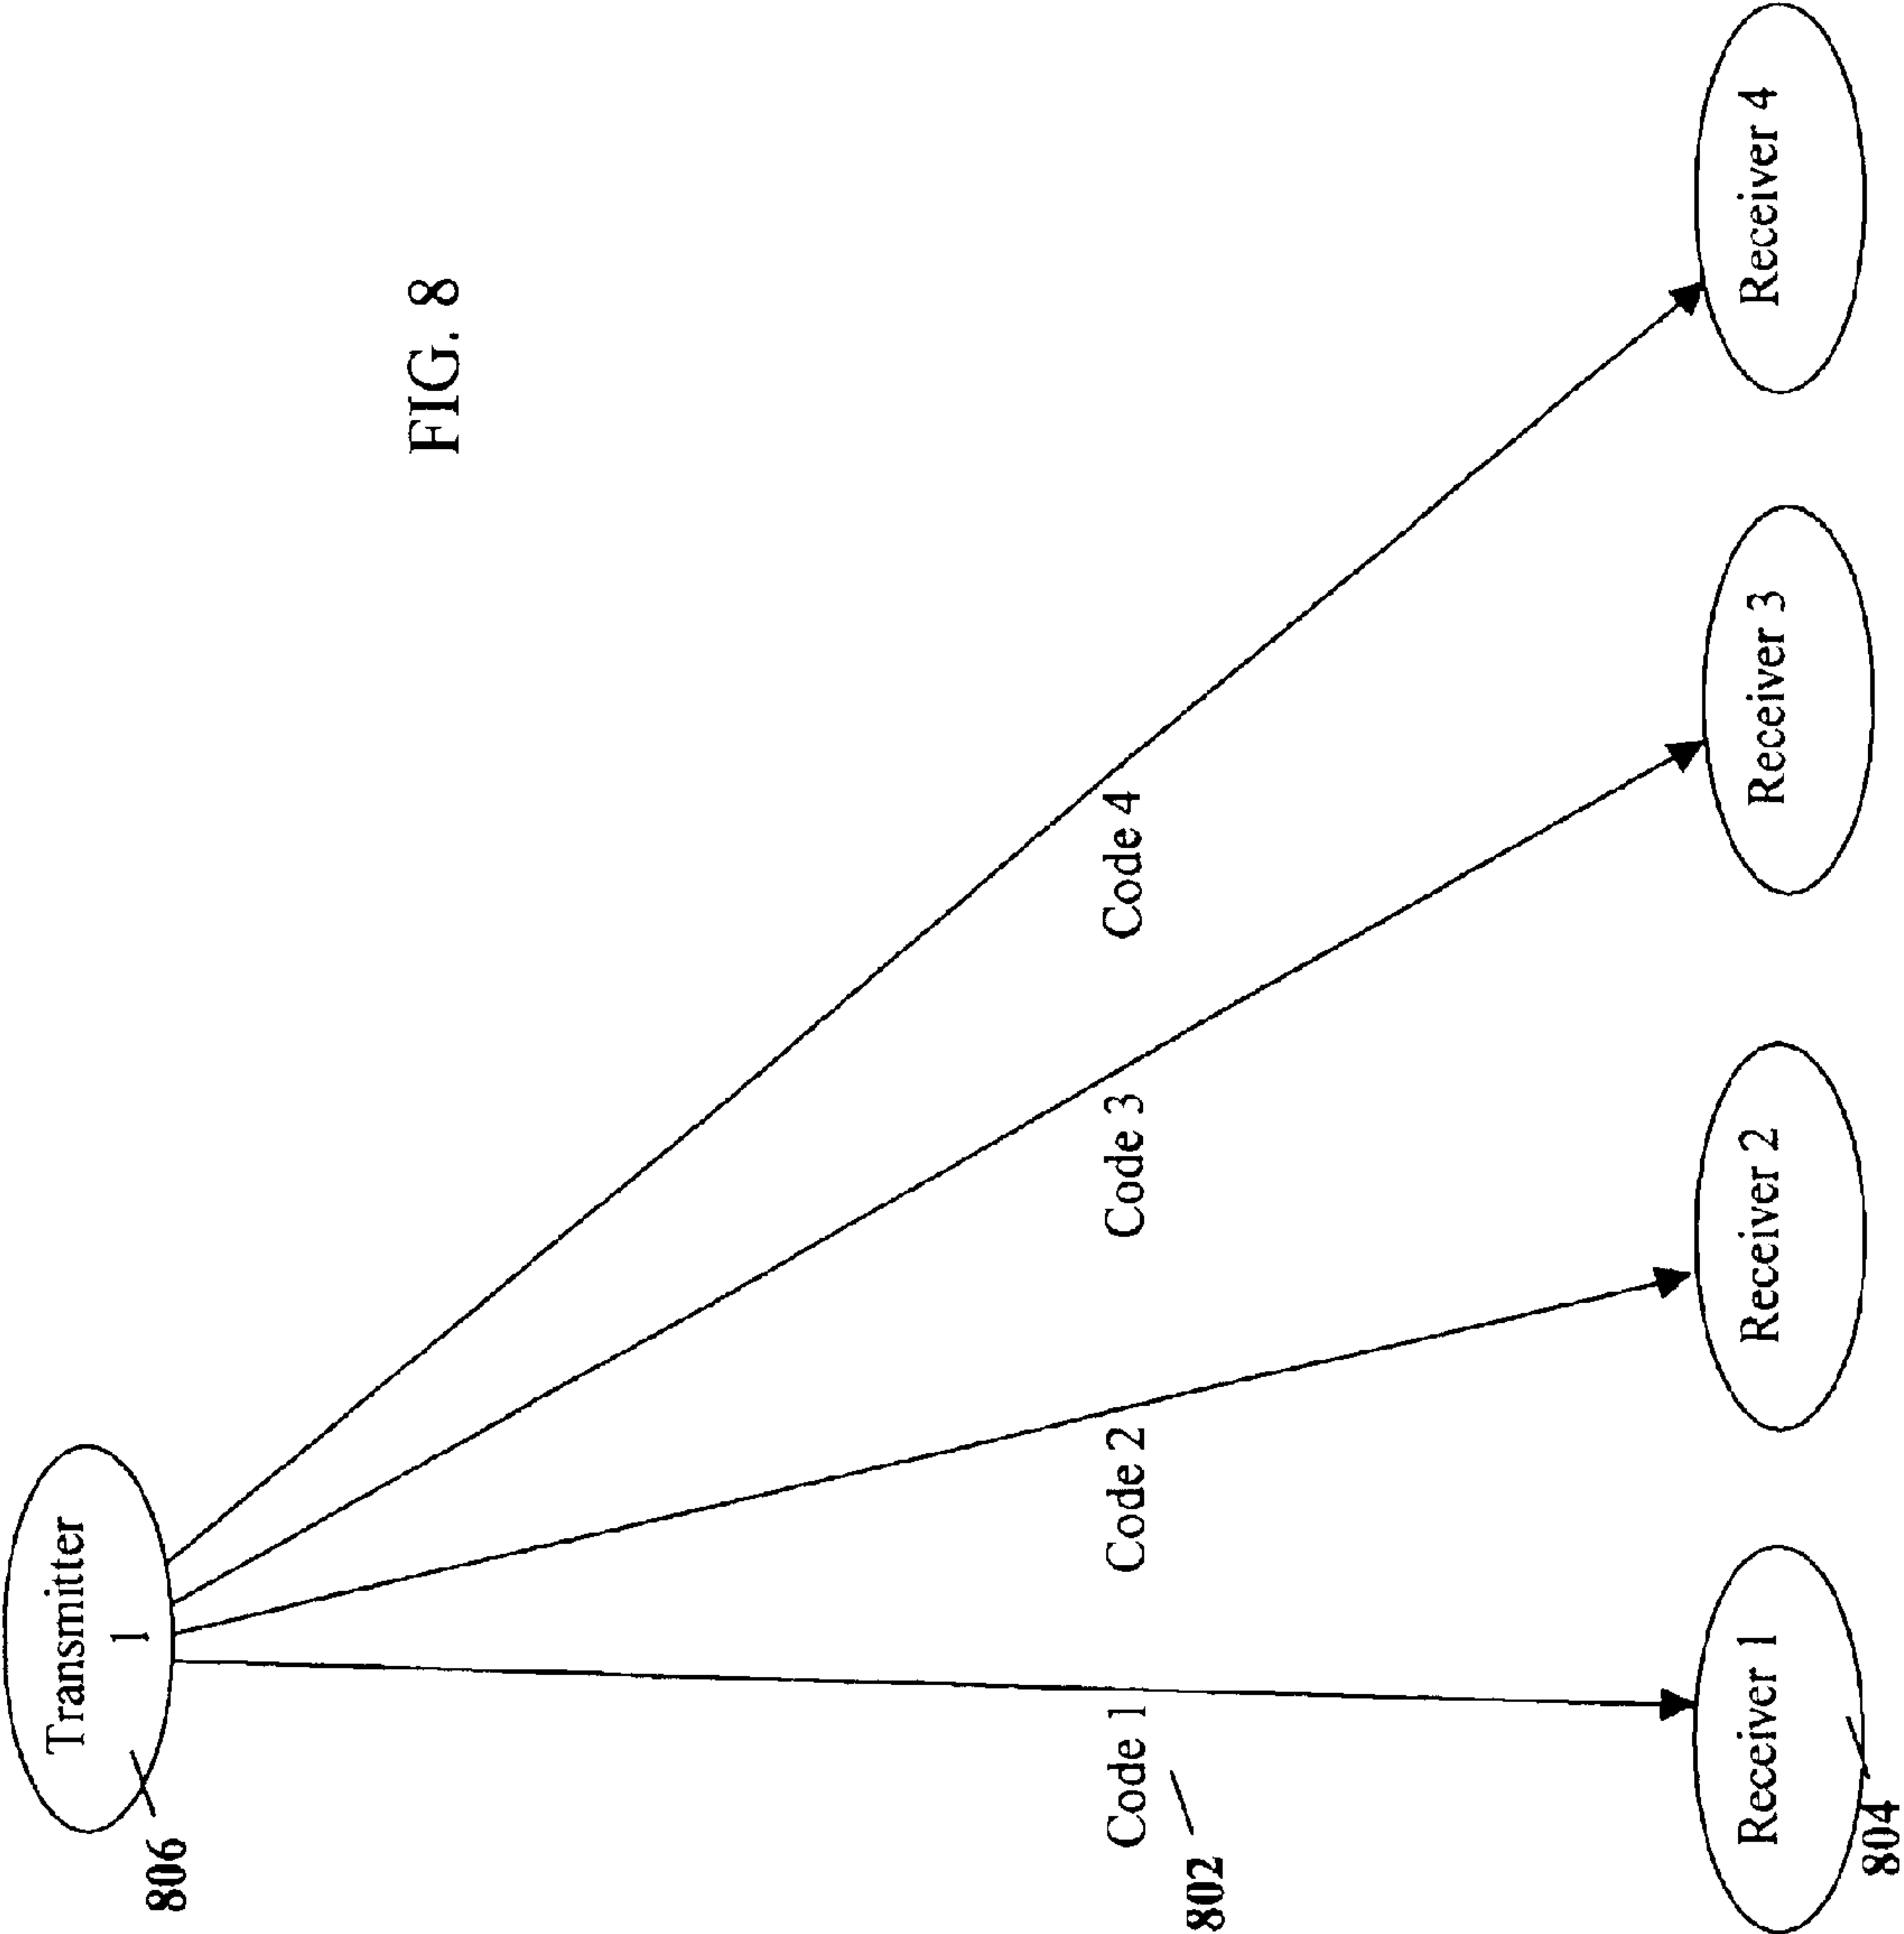 FIG. 8
Transmitter
1
806
Code 1
Code 2
Code 3
Code 4
802
Receiver 1
Receiver 2
Receiver 3
Receiver 4
804